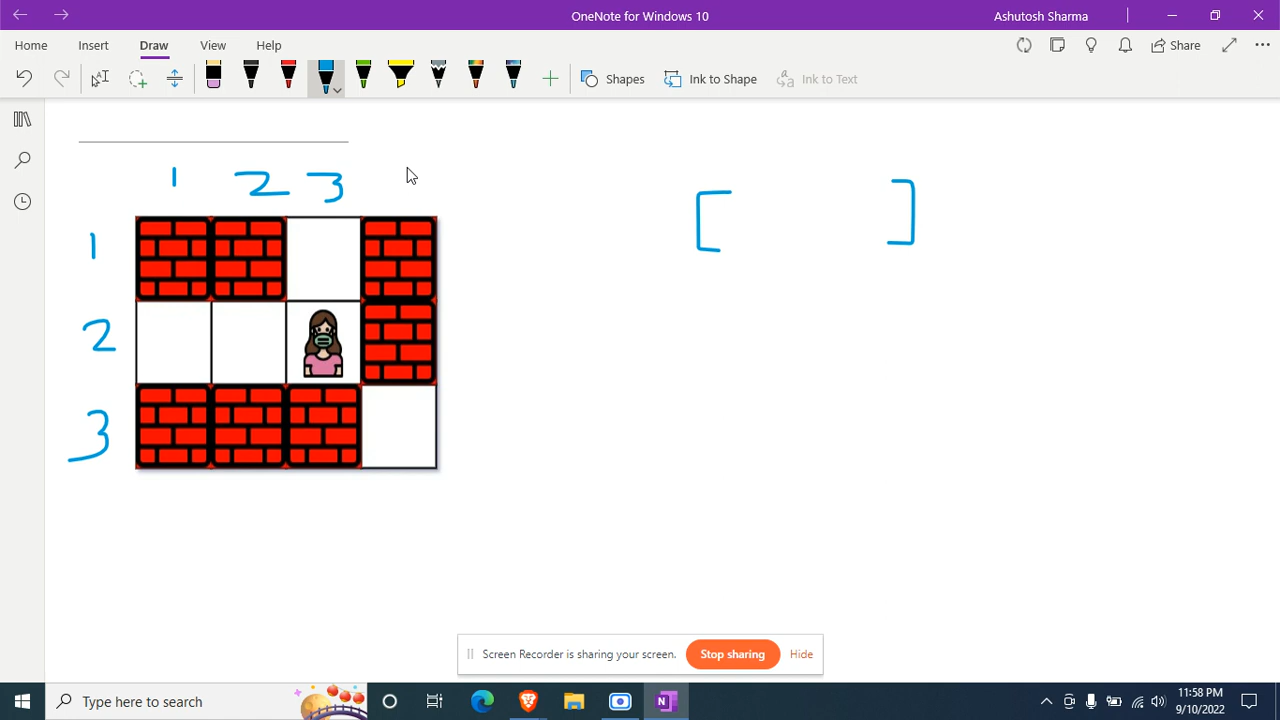 OneNote for Windows 10
Ashutosh Sharma
Home Insert Draw View Help
Share
Shapes
Ink to Shape
Ink to Text
1 2 3
1
2
3
[ ]
Screen Recorder is sharing your screen. Stop sharing Hide
Type here to search
11:58 PM
9/10/2022